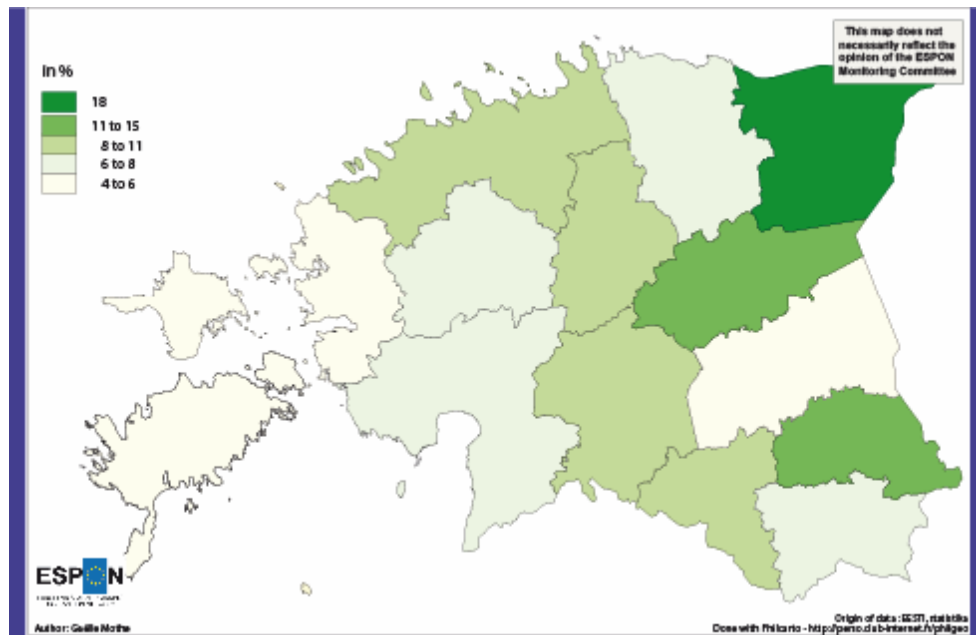 This map does not
necessarily reflect the
opinion of the ESPON
Monitoring Committee
In %
18
11 to 15
8 to 11
6 to 8
4 to 6
ESPON
Author: Gaëlle Mothe
Origin of data : EESTI, statistika
Done with Philcarto - http://perso.club-internet.fr/philgeo